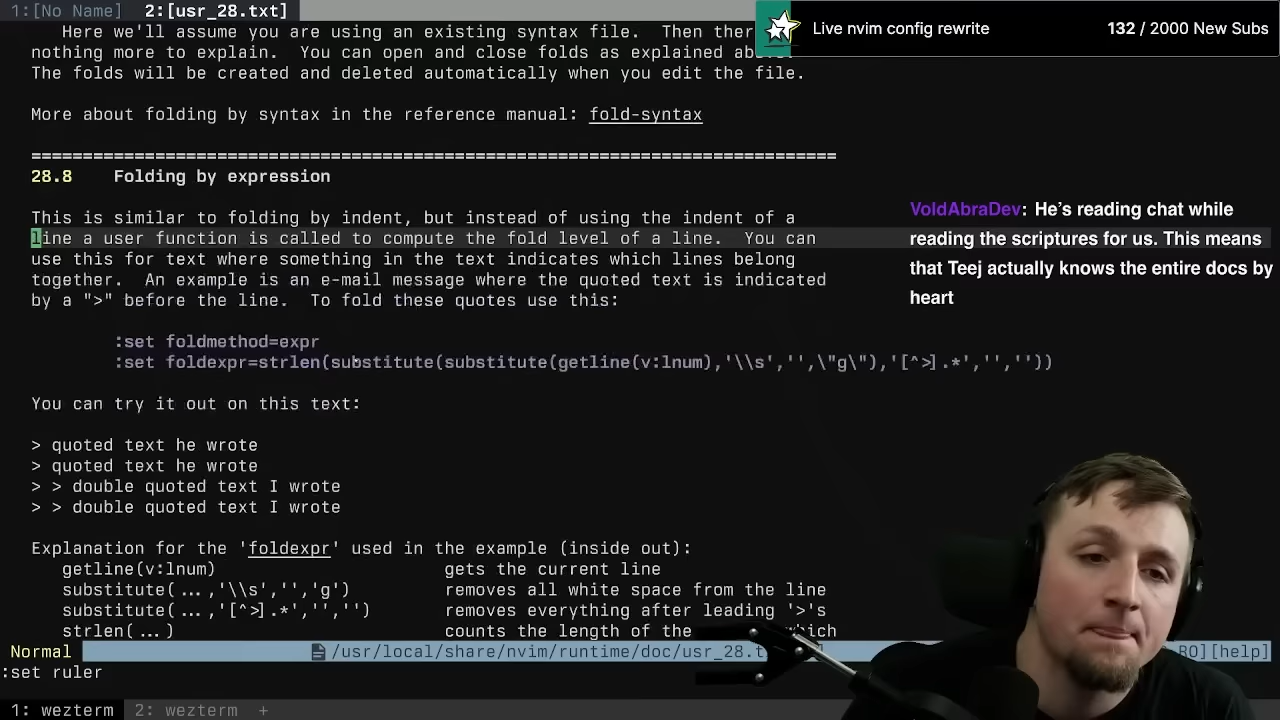 1:[No Name]  2:[usr_28.txt]
Live nvim config rewrite 132 / 2000 New Subs
Here we'll assume you are using an existing syntax file.  Then ther
nothing more to explain.  You can open and close folds as explained abov
The folds will be created and deleted automatically when you edit the file.
More about folding by syntax in the reference manual: fold-syntax
==============================================================================
28.8    Folding by expression
This is similar to folding by indent, but instead of using the indent of a
line a user function is called to compute the fold level of a line.  You can
use this for text where something in the text indicates which lines belong
together.  An example is an e-mail message where the quoted text is indicated
by a ">" before the line.  To fold these quotes use this:
:set foldmethod=expr
:set foldexpr=strlen(substitute(substitute(getline(v:lnum),'\\s','',\"g\"),'[^>].*','',''))
You can try it out on this text:
> quoted text he wrote
> quoted text he wrote
> > double quoted text I wrote
> > double quoted text I wrote
Explanation for the 'foldexpr' used in the example (inside out):
getline(v:lnum)                      gets the current line
substitute(...,'\\s','','g')         removes all white space from the line
substitute(...,'[^>].*','','')       removes everything after leading '>'s
strlen(...)                          counts the length of the          which
VoldAbraDev: He's reading chat while
reading the scriptures for us. This means
that Teej actually knows the entire docs by
heart
Normal /usr/local/share/nvim/runtime/doc/usr_28.t RO][help]
:set ruler
1: wezterm  2: wezterm  +